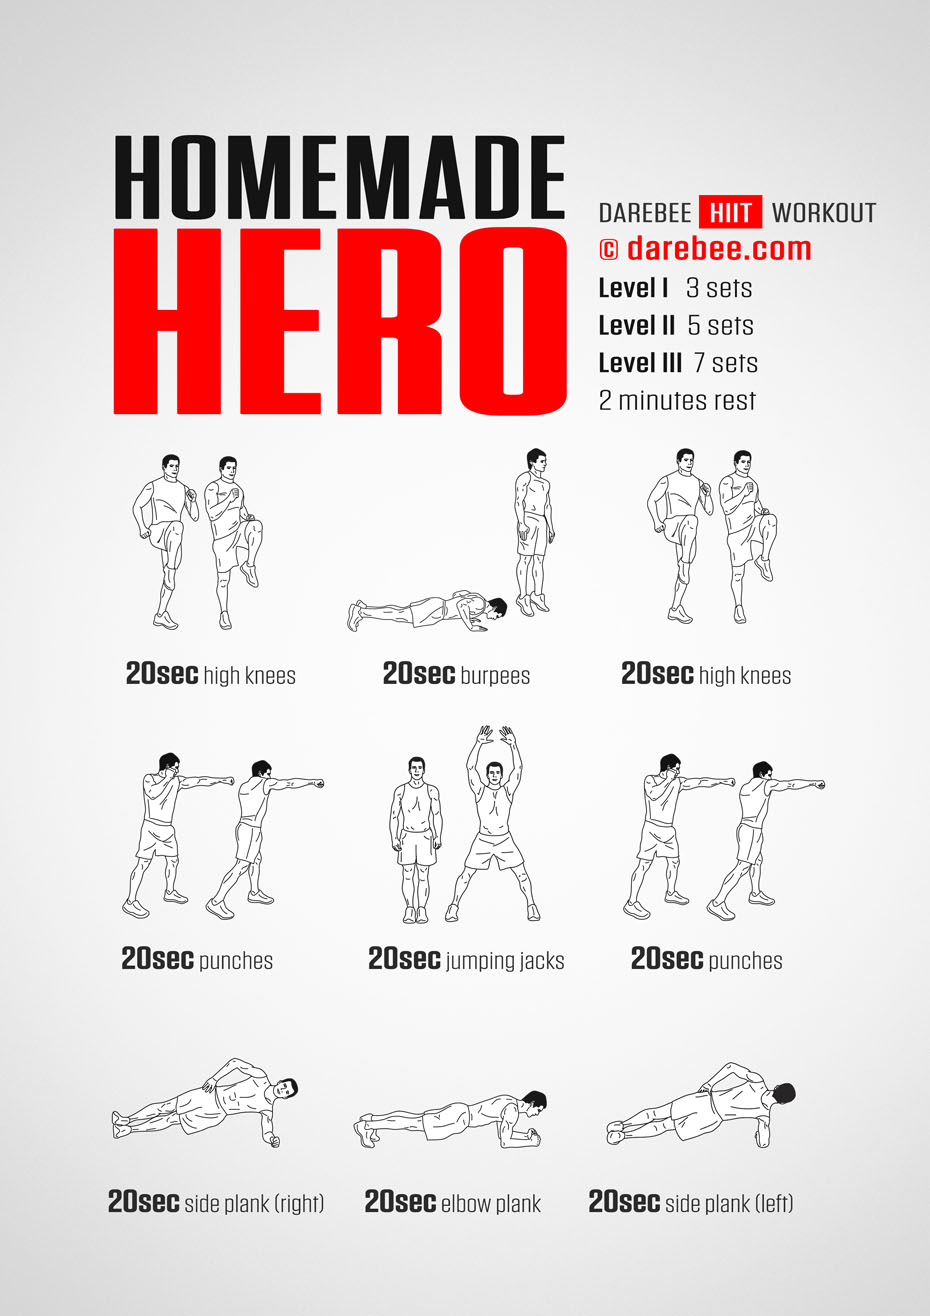 HOMEMADE
HERO
DAREBEE HIIT WORKOUT
© darebee.com
Level I 3 sets
Level II 5 sets
Level III 7 sets
2 minutes rest
20sec high knees
20sec burpees
20sec high knees
20sec punches
20sec jumping jacks
20sec punches
20sec side plank (right)
20sec elbow plank
20sec side plank (left)